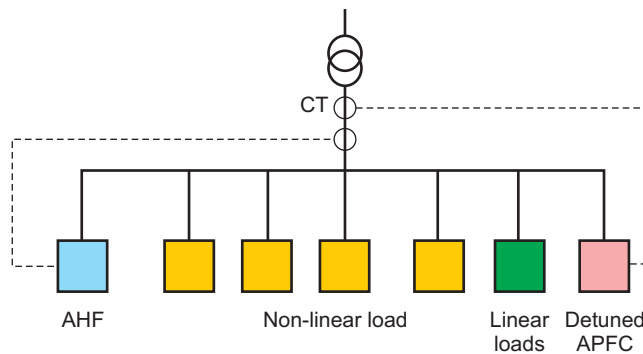 CT
AHF
Non-linear load
Linear
loads
Detuned
APFC